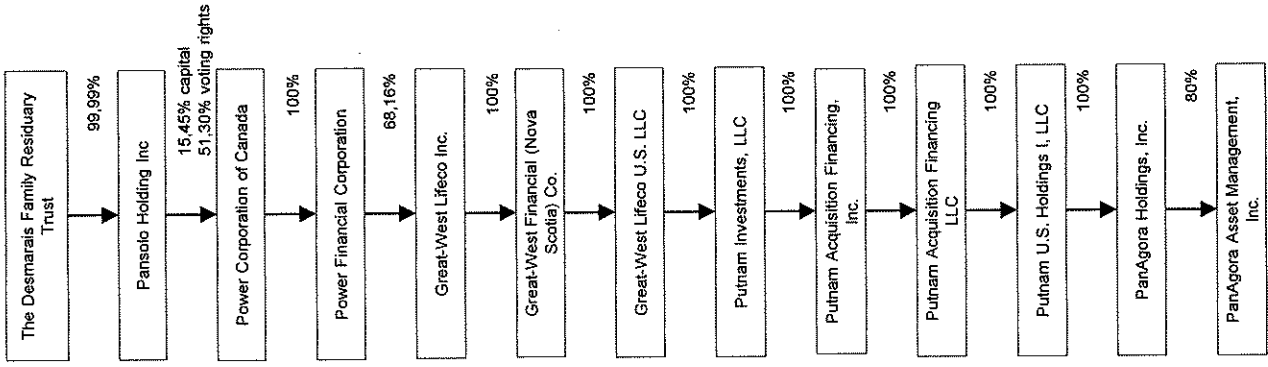 The Desmarais Family Residuary
Trust
99,99%
Pansolo Holding Inc
15,45% capital
51,30% voting rights
Power Corporation of Canada
100%
Power Financial Corporation
68,16%
Great-West Lifeco Inc.
100%
Great-West Financial (Nova
Scotia) Co.
100%
Great-West Lifeco U.S. LLC
100%
Putnam Investments, LLC
100%
Putnam Acquisition Financing,
Inc.
100%
Putnam Acquisition Financing
LLC
100%
Putnam U.S. Holdings I, LLC
100%
PanAgora Holdings, Inc.
80%
PanAgora Asset Management,
Inc.